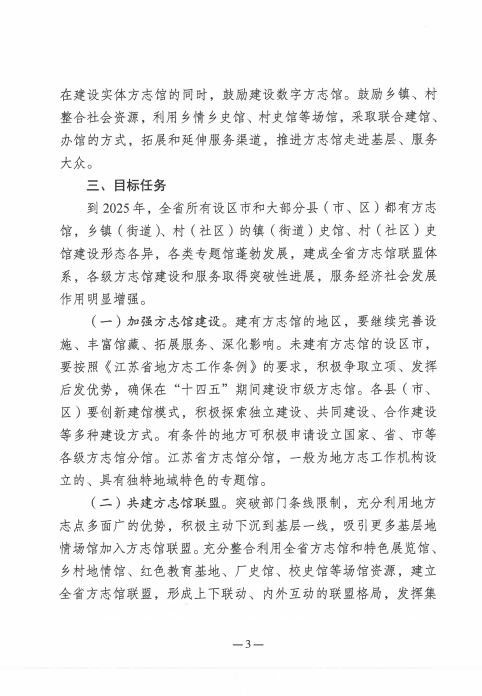 在建设实体方志馆的同时，鼓励建设数字方志馆。鼓励乡镇、村
整合社会资源，利用乡情乡史馆、村史馆等场馆，采取联合建馆、
办馆的方式，拓展和延伸服务渠道，推进方志馆走进基层、服务
大众。
三、目标任务
到 2025 年，全省所有设区市和大部分县（市、区）都有方志
馆，乡镇（街道）、村（社区）的镇（街道）史馆、村（社区）史
馆建设形态各异，各类专题馆蓬勃发展，建成全省方志馆联盟体
系，各级方志馆建设和服务取得突破性进展，服务经济社会发展
作用明显增强。
（一）加强方志馆建设。建有方志馆的地区，要继续完善设
施、丰富馆藏、拓展服务、深化影响。未建有方志馆的设区市，
要按照《江苏省地方志工作条例》的要求，积极争取立项、发挥
后发优势，确保在“十四五”期间建设市级方志馆。各县（市、
区）要创新建馆模式，积极探索独立建设、共同建设、合作建设
等多种建设方式。有条件的地方可积极申请设立国家、省、市等
各级方志馆分馆。江苏省方志馆分馆，一般为地方志工作机构设
立的、具有独特地域特色的专题馆。
（二）共建方志馆联盟。突破部门条线限制，充分利用地方
志点多面广的优势，积极主动下沉到基层一线，吸引更多基层地
情场馆加入方志馆联盟。充分整合利用全省方志馆和特色展览馆、
乡村地情馆、红色教育基地、厂史馆、校史馆等场馆资源，建立
全省方志馆联盟，形成上下联动、内外互动的联盟格局，发挥集
—3—